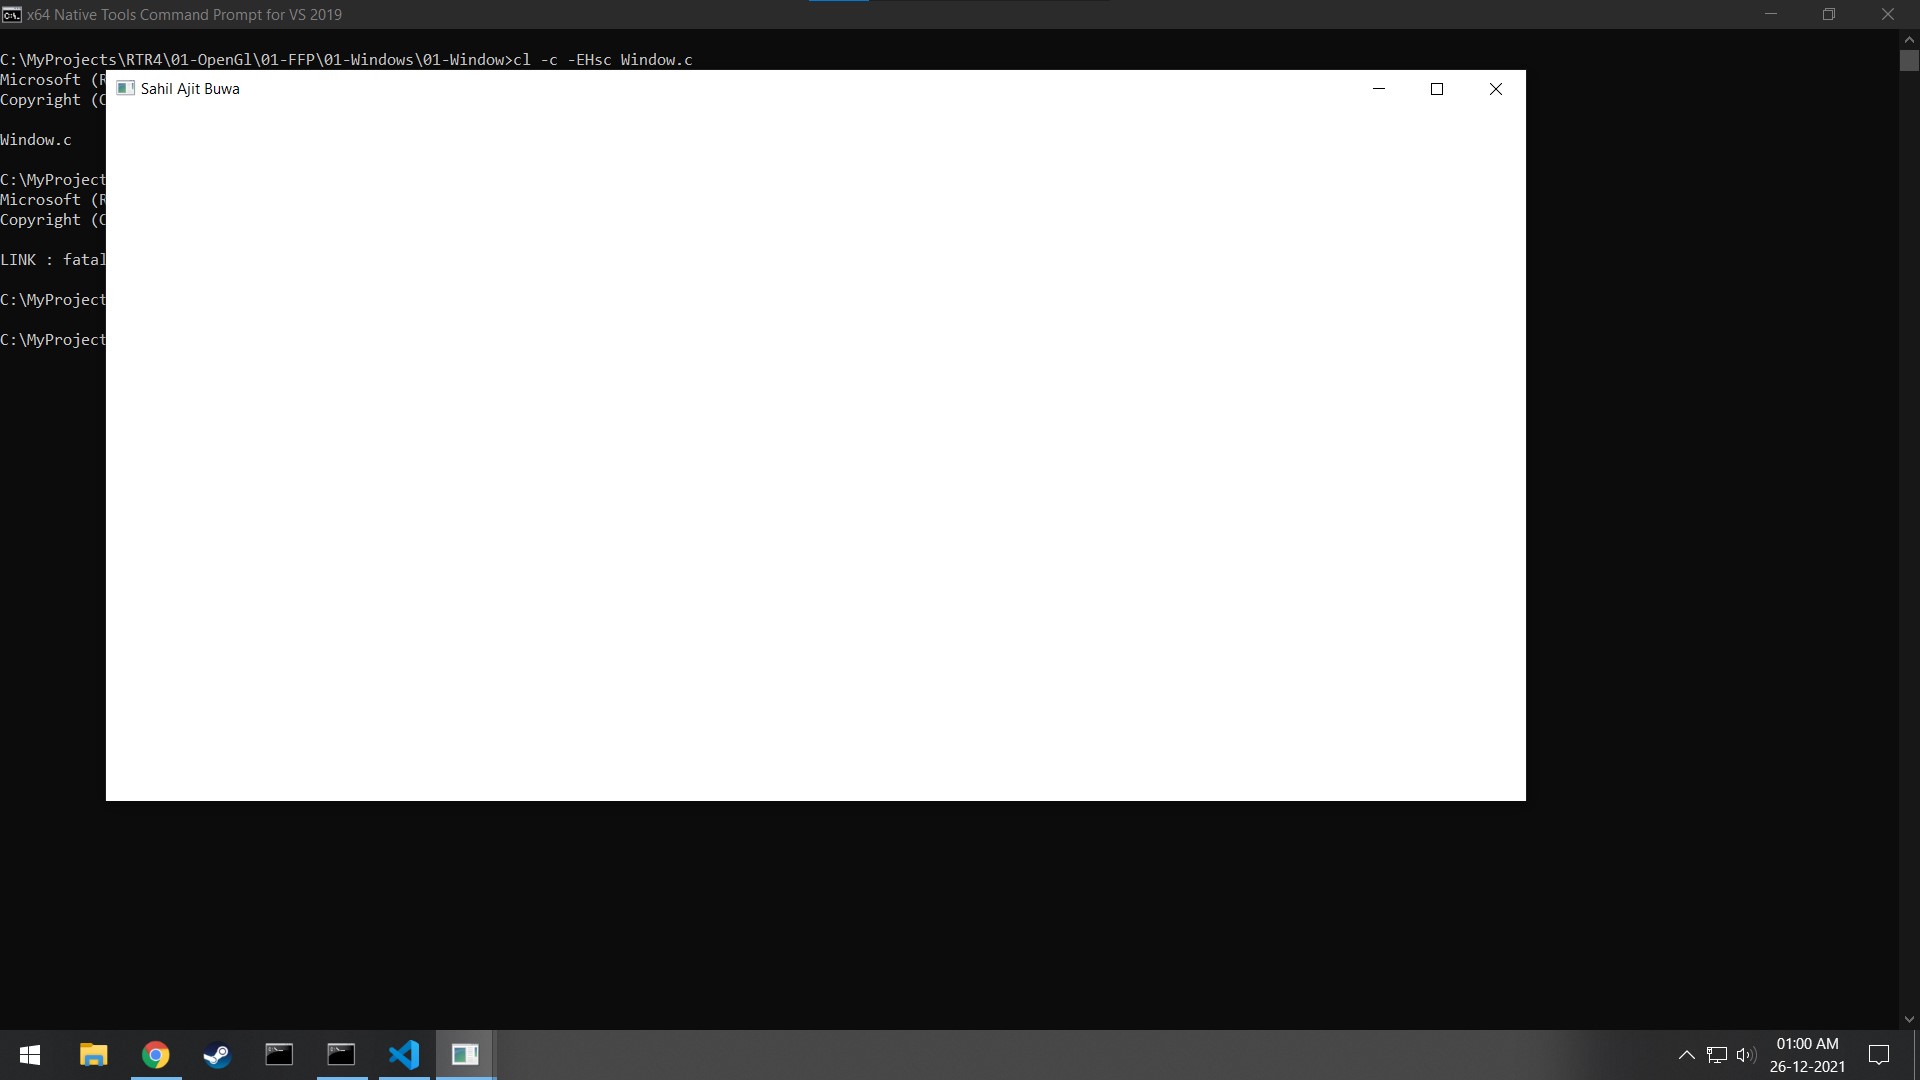 x64 Native Tools Command Prompt for VS 2019
C:\MyProjects\RTR4\01-OpenGl\01-FFP\01-Windows\01-Window>cl -c -EHsc Window.c
Microsoft (R
Copyright (C
Sahil Ajit Buwa
Window.c
C:\MyProject
Microsoft (R
Copyright (C
LINK : fatal
C:\MyProject
C:\MyProject
01:00 AM
26-12-2021